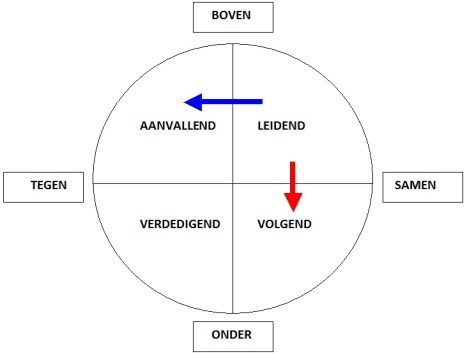 BOVEN
AANVALLEND
LEIDEND
TEGEN
SAMEN
VERDEDIGEND
VOLGEND
ONDER